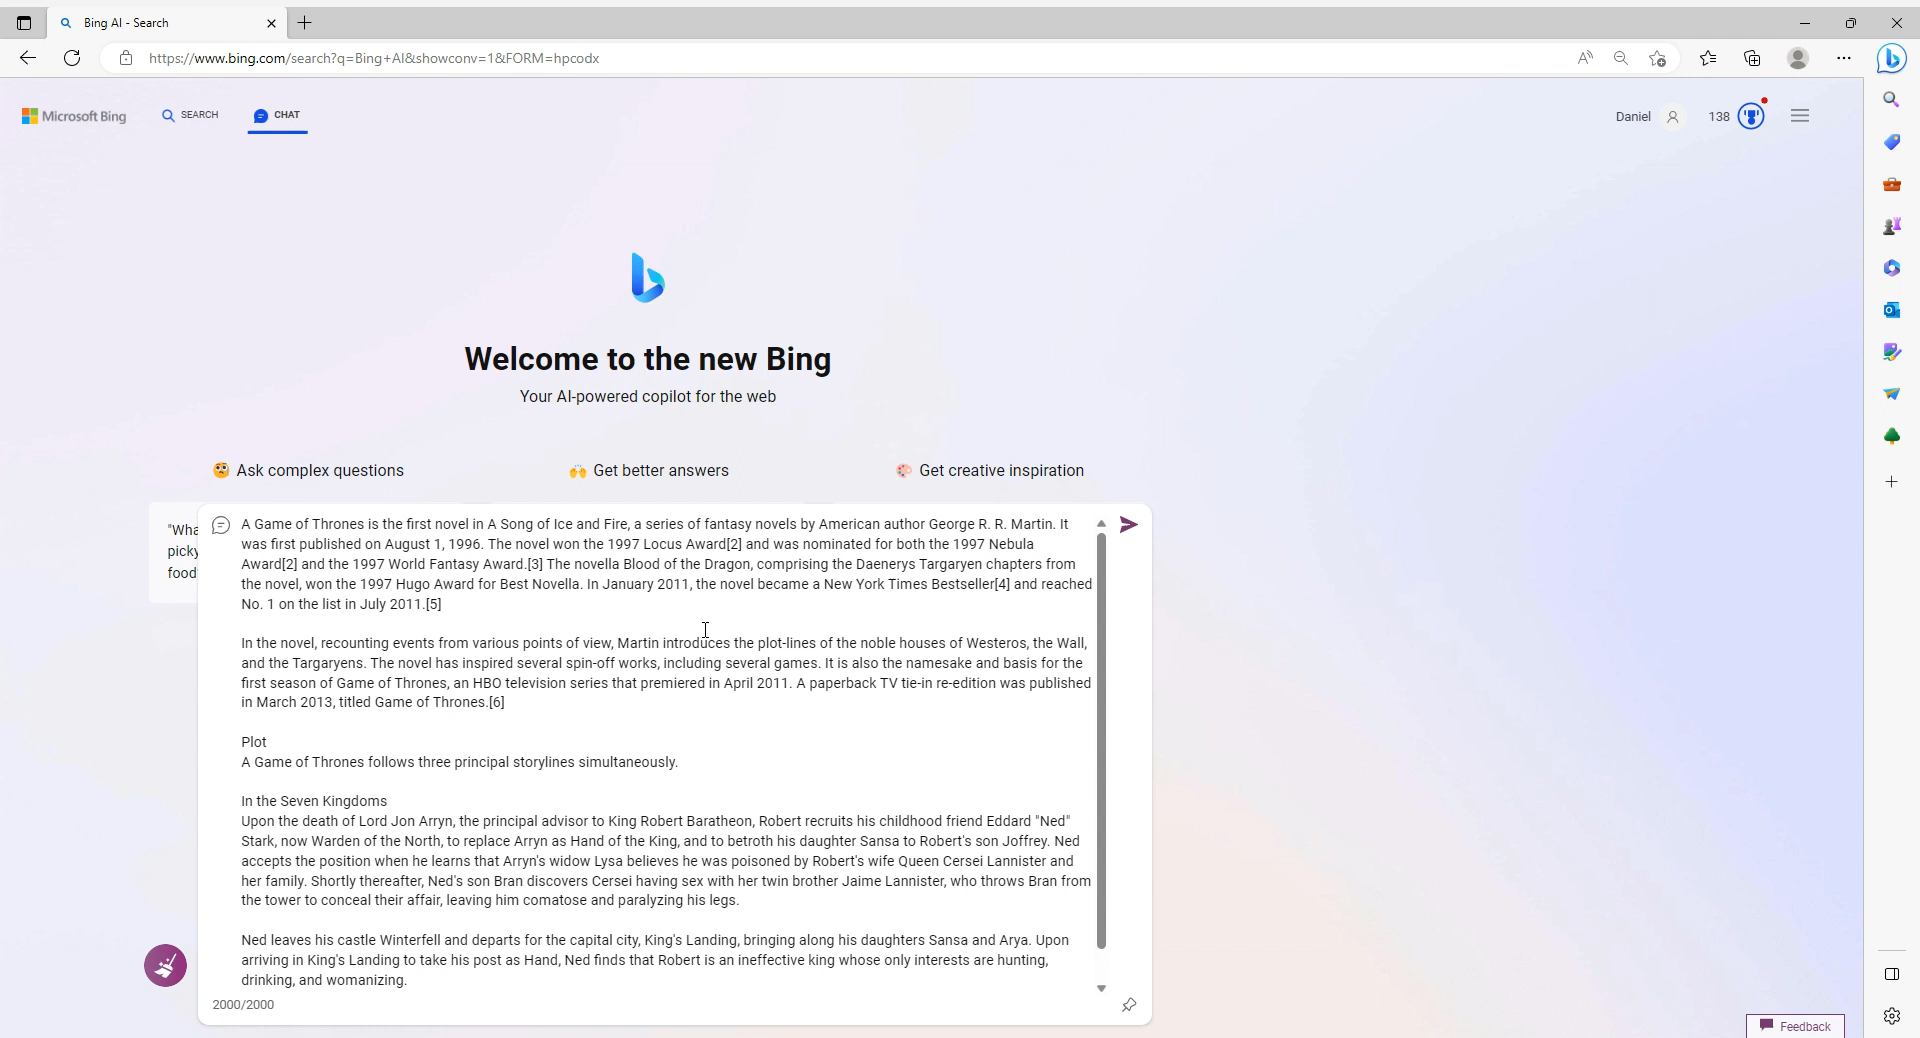 Bing AI - Search
https://www.bing.com/search?q=Bing+AI&showconv=1&FORM=hpcodx
Microsoft Bing
SEARCH
CHAT
Daniel
138
Welcome to the new Bing
Your AI-powered copilot for the web
Ask complex questions
Get better answers
Get creative inspiration
"Wha
picky
food
A Game of Thrones is the first novel in A Song of Ice and Fire, a series of fantasy novels by American author George R. R. Martin. It
was first published on August 1, 1996. The novel won the 1997 Locus Award[2] and was nominated for both the 1997 Nebula
Award[2] and the 1997 World Fantasy Award.[3] The novella Blood of the Dragon, comprising the Daenerys Targaryen chapters from
the novel, won the 1997 Hugo Award for Best Novella. In January 2011, the novel became a New York Times Bestseller[4] and reached
No. 1 on the list in July 2011.[5]
In the novel, recounting events from various points of view, Martin introduces the plot-lines of the noble houses of Westeros, the Wall,
and the Targaryens. The novel has inspired several spin-off works, including several games. It is also the namesake and basis for the
first season of Game of Thrones, an HBO television series that premiered in April 2011. A paperback TV tie-in re-edition was published
in March 2013, titled Game of Thrones.[6]
Plot
A Game of Thrones follows three principal storylines simultaneously.
In the Seven Kingdoms
Upon the death of Lord Jon Arryn, the principal advisor to King Robert Baratheon, Robert recruits his childhood friend Eddard "Ned"
Stark, now Warden of the North, to replace Arryn as Hand of the King, and to betroth his daughter Sansa to Robert's son Joffrey. Ned
accepts the position when he learns that Arryn's widow Lysa believes he was poisoned by Robert's wife Queen Cersei Lannister and
her family. Shortly thereafter, Ned's son Bran discovers Cersei having sex with her twin brother Jaime Lannister, who throws Bran from
the tower to conceal their affair, leaving him comatose and paralyzing his legs.
Ned leaves his castle Winterfell and departs for the capital city, King's Landing, bringing along his daughters Sansa and Arya. Upon
arriving in King's Landing to take his post as Hand, Ned finds that Robert is an ineffective king whose only interests are hunting,
drinking, and womanizing.
2000/2000
Feedback